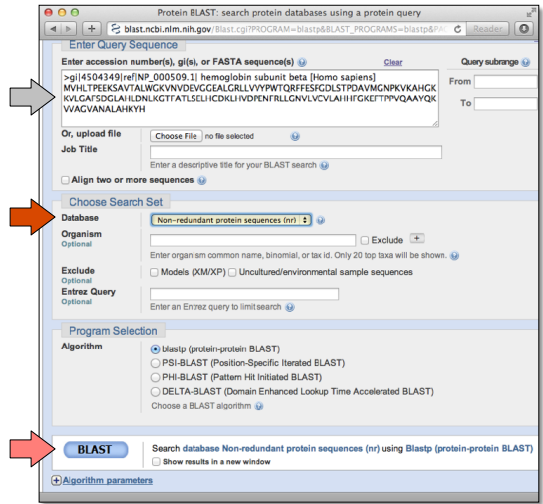 Protein BLAST: search protein databases using a protein query
blast.ncbi.nlm.nih.gov/Blast.cgi?PROGRAM=blastp&BLAST_PROGRAMS=blastp&PAG
Reader
Enter Query Sequence
Enter accession number(s), gi(s), or FASTA sequence(s)
Clear
Query subrange
>gi|4504349|ref|NP_000509.1| hemoglobin subunit beta [Homo sapiens]
MVHLTPEEKSAVTALWGKVNVDEVGGEALGRLLVVYPWTQRFFESFGDLSTPDAVMGNPKVKAHGK
KVLGAFSDGLAHLDNLKGTFATLSELHCDKLHVDPENFRLLGNVLVCVLAHHFGKEFTPPVQAAYQK
VVAGVANALAHKYH
From
To
Or, upload file
Choose File no file selected
Job Title
Enter a descriptive title for your BLAST search
Align two or more sequences
Choose Search Set
Database
Non-redundant protein sequences (nr)
Organism
Optional
Exclude +
Enter organism common name, binomial, or tax id. Only 20 top taxa will be shown.
Exclude
Optional
Models (XM/XP) Uncultured/environmental sample sequences
Entrez Query
Optional
Enter an Entrez query to limit search
Program Selection
Algorithm
blastp (protein-protein BLAST)
PSI-BLAST (Position-Specific Iterated BLAST)
PHI-BLAST (Pattern Hit Initiated BLAST)
DELTA-BLAST (Domain Enhanced Lookup Time Accelerated BLAST)
Choose a BLAST algorithm
BLAST
Search database Non-redundant protein sequences (nr) using Blastp (protein-protein BLAST)
Show results in a new window
+ Algorithm parameters